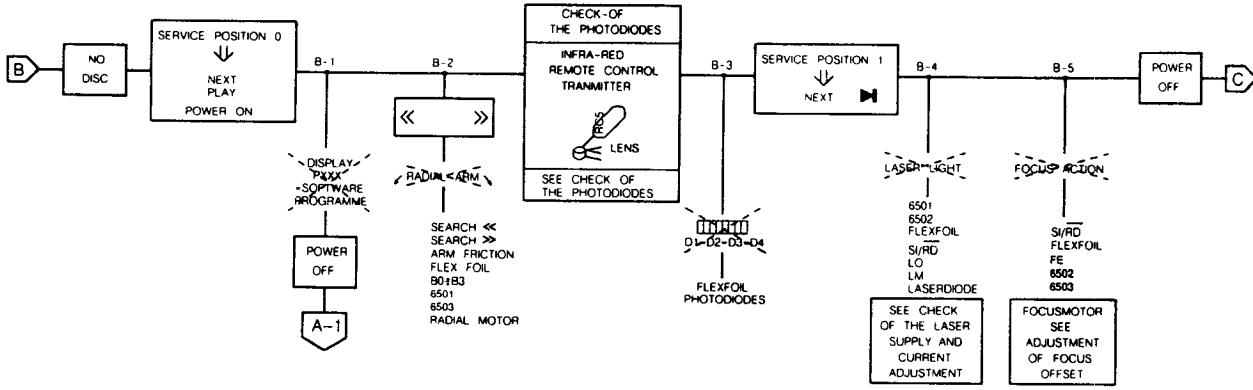 B
NO
DISC
SERVICE POSITION 0
NEXT
PLAY
POWER ON
B-1
DISPLAY
PXXX
=SOFTWARE
PROGRAMME
POWER
OFF
A-1
B-2
≪ ≫
RADIAL ARM
SEARCH ≪
SEARCH ≫
ARM FRICTION
FLEX FOIL
B0÷B3
6501
6503
RADIAL MOTOR
CHECK-OF
THE PHOTODIODES
INFRA-RED
REMOTE CONTROL
TRANMITTER
RC5
LENS
SEE CHECK OF
THE PHOTODIODES
B-3
D1-D2-D3-D4
FLEXFOIL
PHOTODIODES
SERVICE POSITION 1
NEXT
B-4
LASER-LIGHT
6501
6502
FLEXFOIL
SI/R̅D̅
LO
LM
LASERDIODE
SEE CHECK
OF THE LASER
SUPPLY AND
CURRENT
ADJUSTMENT
B-5
FOCUS ACTION
SI/R̅D̅
FLEXFOIL
FE
6502
6503
FOCUSMOTOR
SEE
ADJUSTMENT
OF FOCUS
OFFSET
POWER
OFF
C